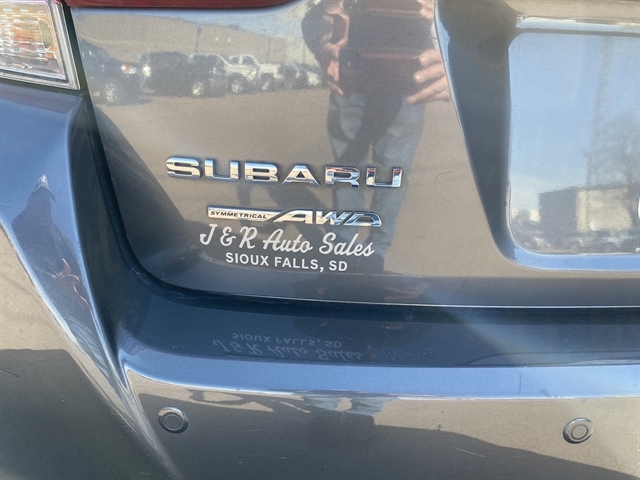 SUBARU
SYMMETRICAL AWD
J & R Auto Sales
SIOUX FALLS, SD